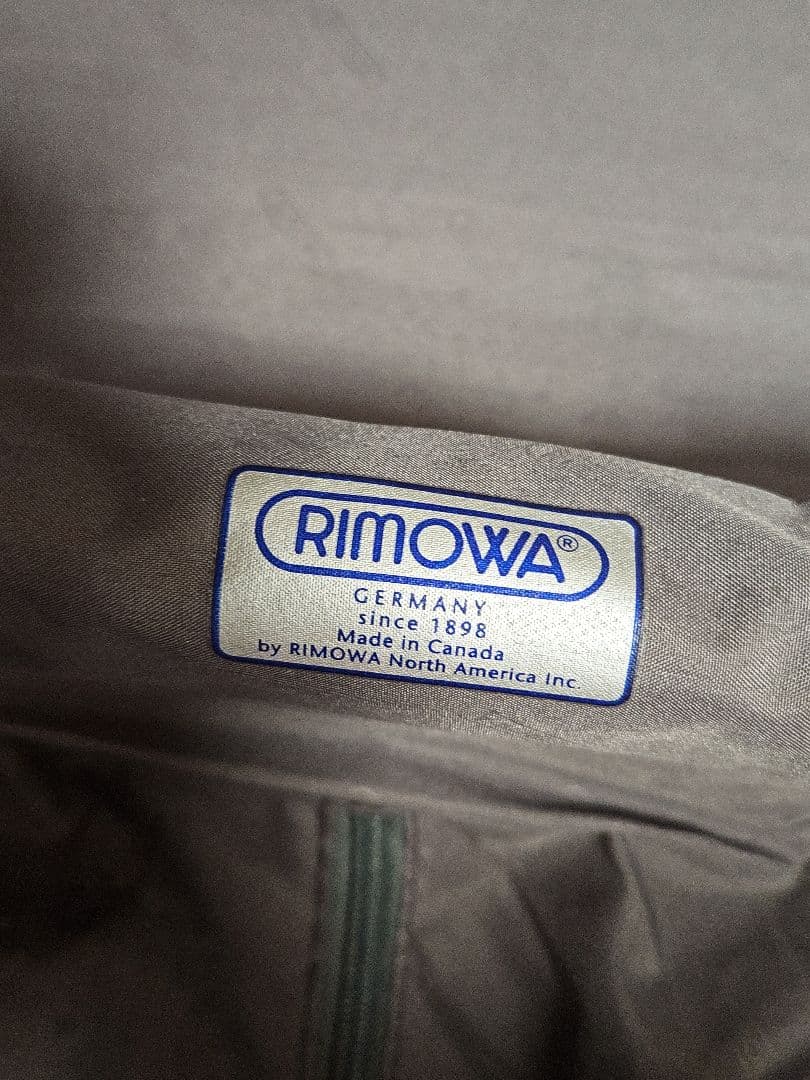 RIMOWA®
GERMANY
since 1898
Made in Canada
by RIMOWA North America Inc.